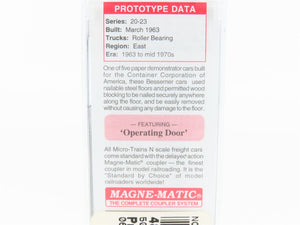 PROTOTYPE DATA
Series: 20-23
Built: March 1963
Trucks: Roller Bearing
Region: East
Era: 1963 to mid 1970s
One of five paper demonstrator cars built
for the Container Corporation of
America, these Bessemer cars used
nailable steel floors and permitted wood
blocking to be nailed securely anywhere
along the floor, and be easily removed
without causing any damage to the floor.
— FEATURING —
'Operating Door'
All Micro-Trains N scale freight cars
come standard with the delayed action
Magne-Matic® coupler — the finest
coupler in model railroading. It is the
"Standard by Choice" of model
railroaders worldwide!
MAGNE-MATIC®
THE COMPLETE COUPLER SYSTEM